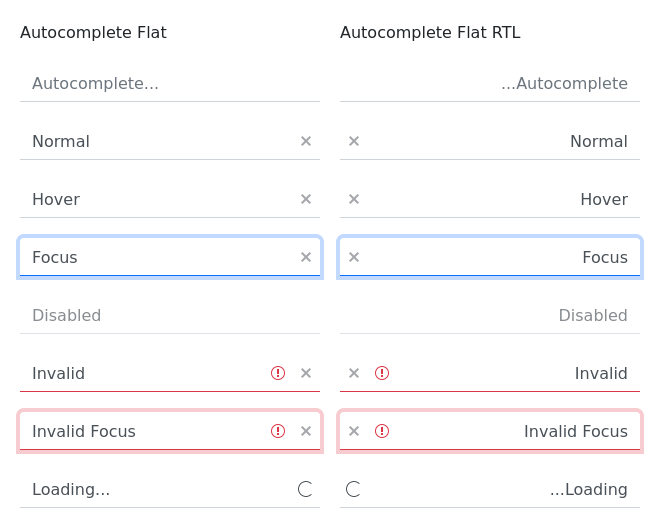 Autocomplete Flat
Autocomplete...
Normal
Hover
Focus
Disabled
Invalid
Invalid Focus
Loading...
Autocomplete Flat RTL
...Autocomplete
Normal
Hover
Focus
Disabled
Invalid
Invalid Focus
...Loading